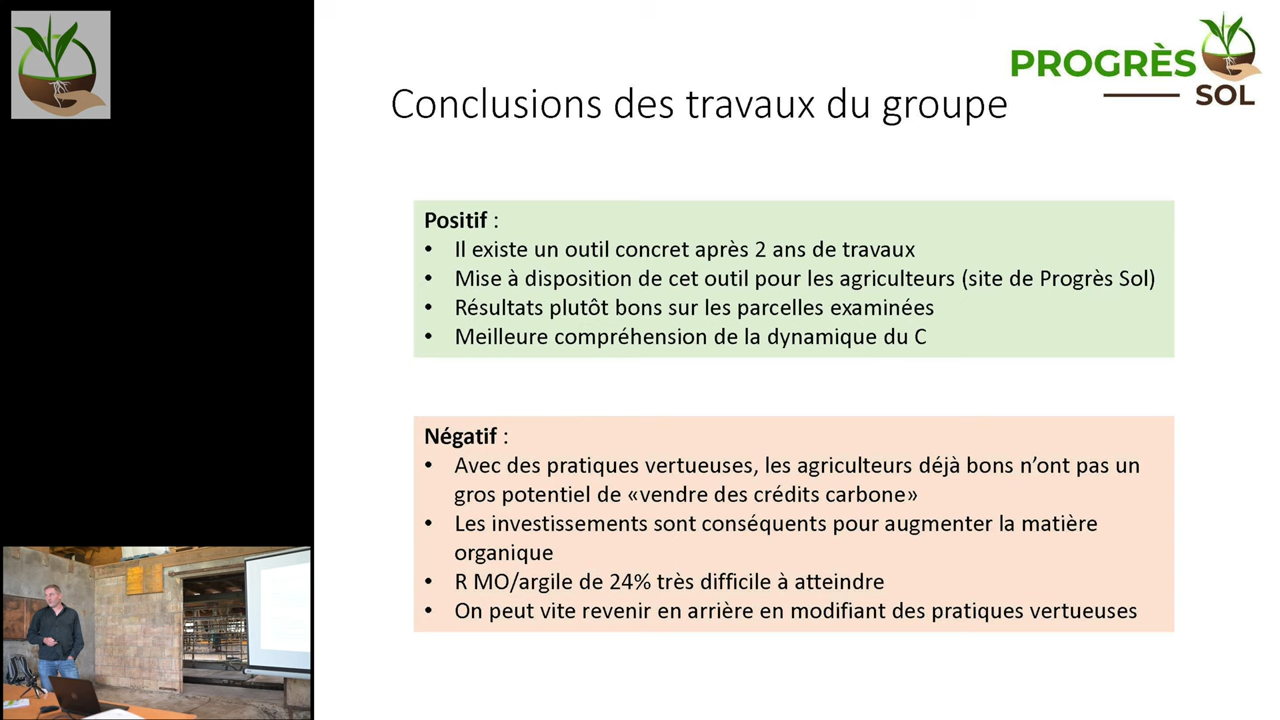 PROGRÈS
SOL
Conclusions des travaux du groupe
Positif :
• Il existe un outil concret après 2 ans de travaux
• Mise à disposition de cet outil pour les agriculteurs (site de Progrès Sol)
• Résultats plutôt bons sur les parcelles examinées
• Meilleure compréhension de la dynamique du C
Négatif :
• Avec des pratiques vertueuses, les agriculteurs déjà bons n’ont pas un
gros potentiel de «vendre des crédits carbone»
• Les investissements sont conséquents pour augmenter la matière
organique
• R MO/argile de 24% très difficile à atteindre
• On peut vite revenir en arrière en modifiant des pratiques vertueuses